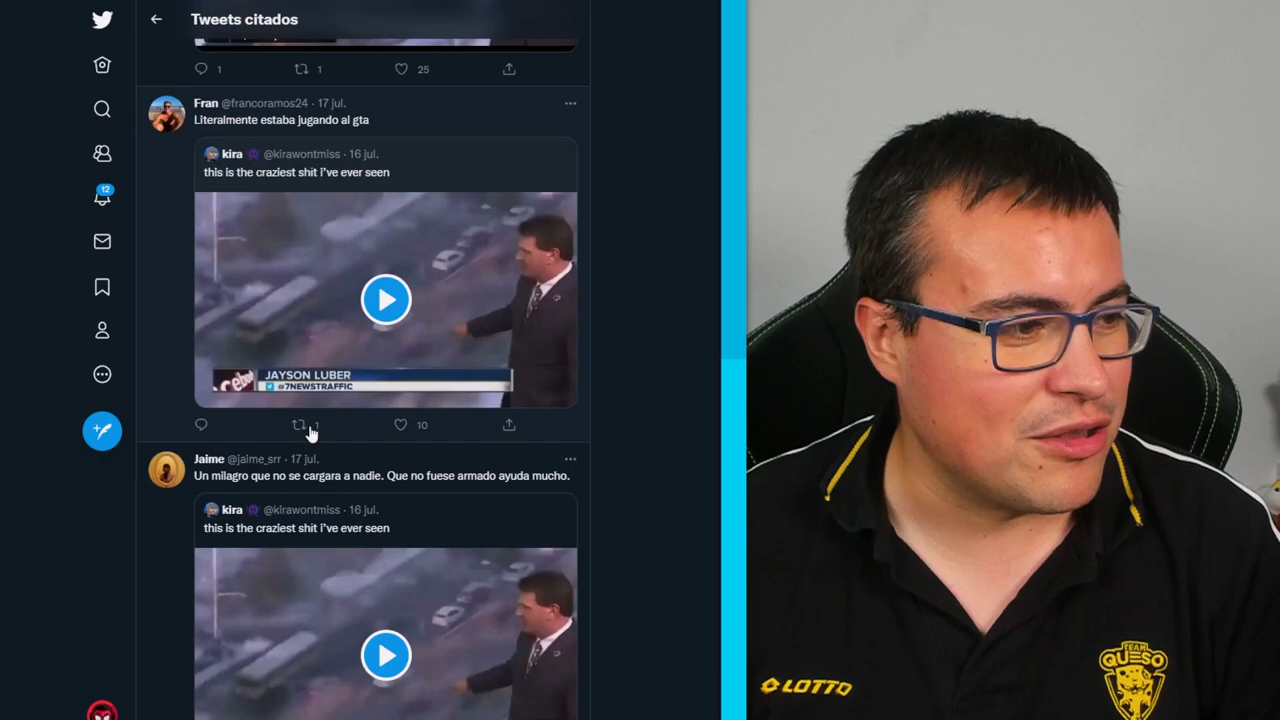 Tweets citados
1
1
25
Fran @francoramos24 · 17 jul.
Literalmente estaba jugando al gta
kira @kirawontmiss · 16 jul.
this is the craziest shit i've ever seen
JAYSON LUBER
@7NEWSTRAFFIC
1
10
12
Jaime @jaime_srr · 17 jul.
Un milagro que no se cargara a nadie. Que no fuese armado ayuda mucho.
kira @kirawontmiss · 16 jul.
this is the craziest shit i've ever seen
LOTTO
TEAM
QUESO